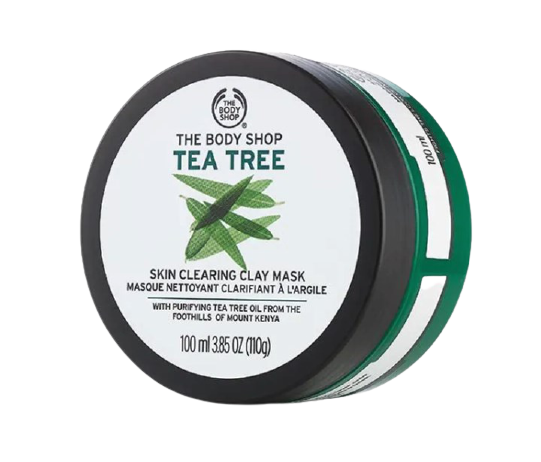 THE
BODY
SHOP
®
THE BODY SHOP
TEA TREE
SKIN CLEARING CLAY MASK
MASQUE NETTOYANT CLARIFIANT À L'ARGILE
WITH PURIFYING TEA TREE OIL FROM THE
FOOTHILLS OF MOUNT KENYA
100 ml 3.85 OZ (110g)
100 ml